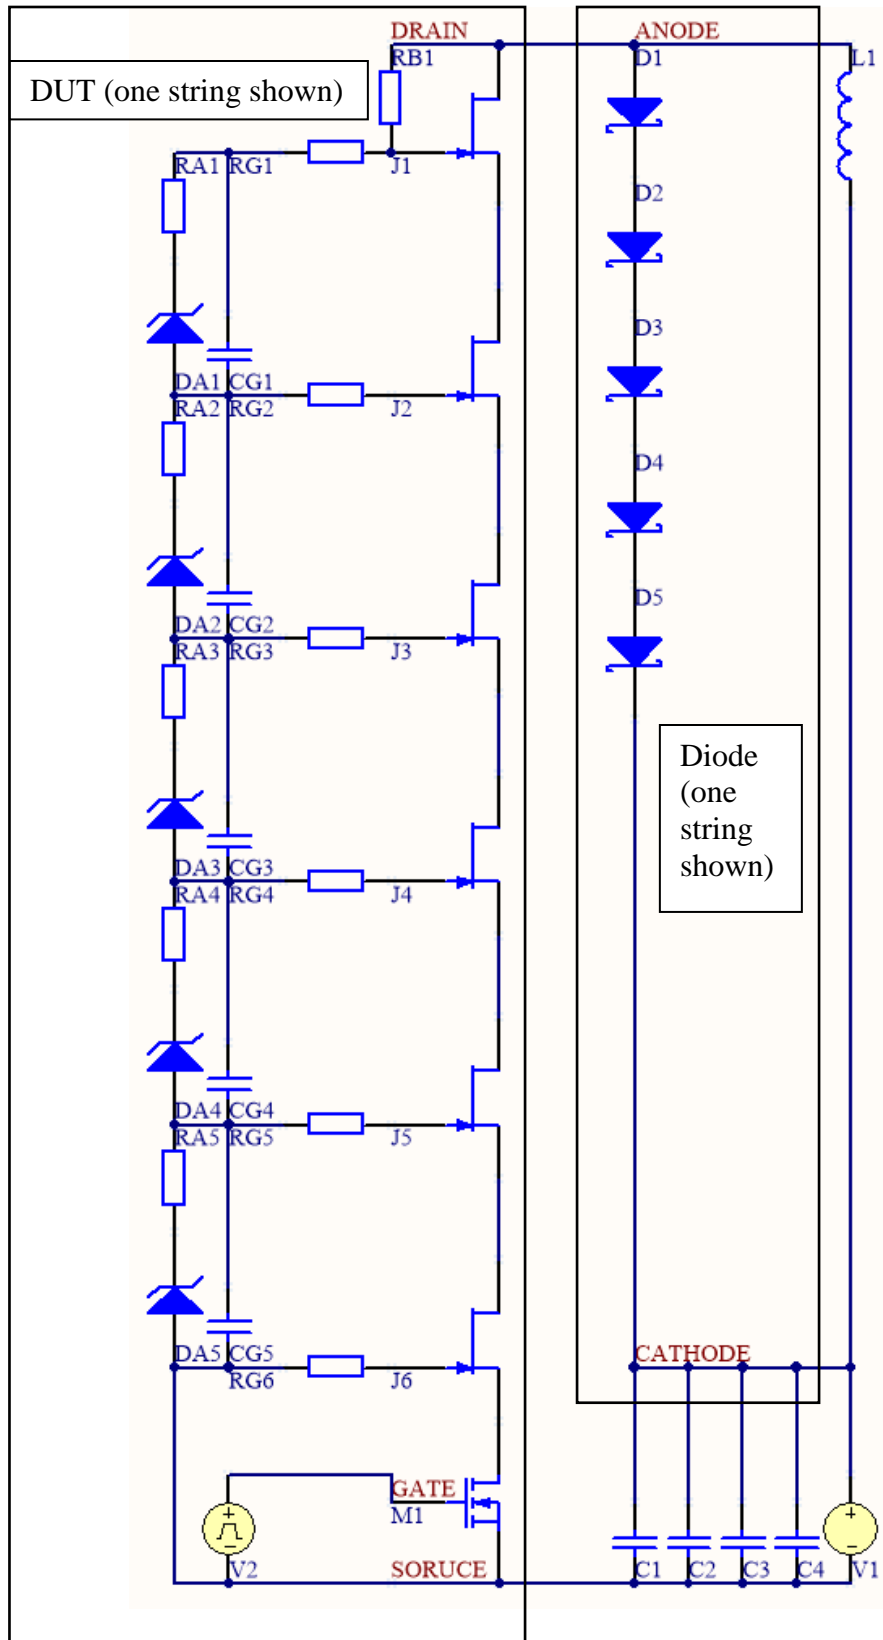 DRAIN
ANODE
RB1
D1
L1
DUT (one string shown)
RA1 RG1
J1
D2
D3
DA1 CG1
RA2 RG2
J2
D4
D5
DA2 CG2
RA3 RG3
J3
Diode
(one
string
shown)
DA3 CG3
RA4 RG4
J4
DA4 CG4
RA5 RG5
J5
DA5 CG5
RG6
J6
CATHODE
GATE
M1
V2
SORUCE
C1
C2
C3
C4
V1